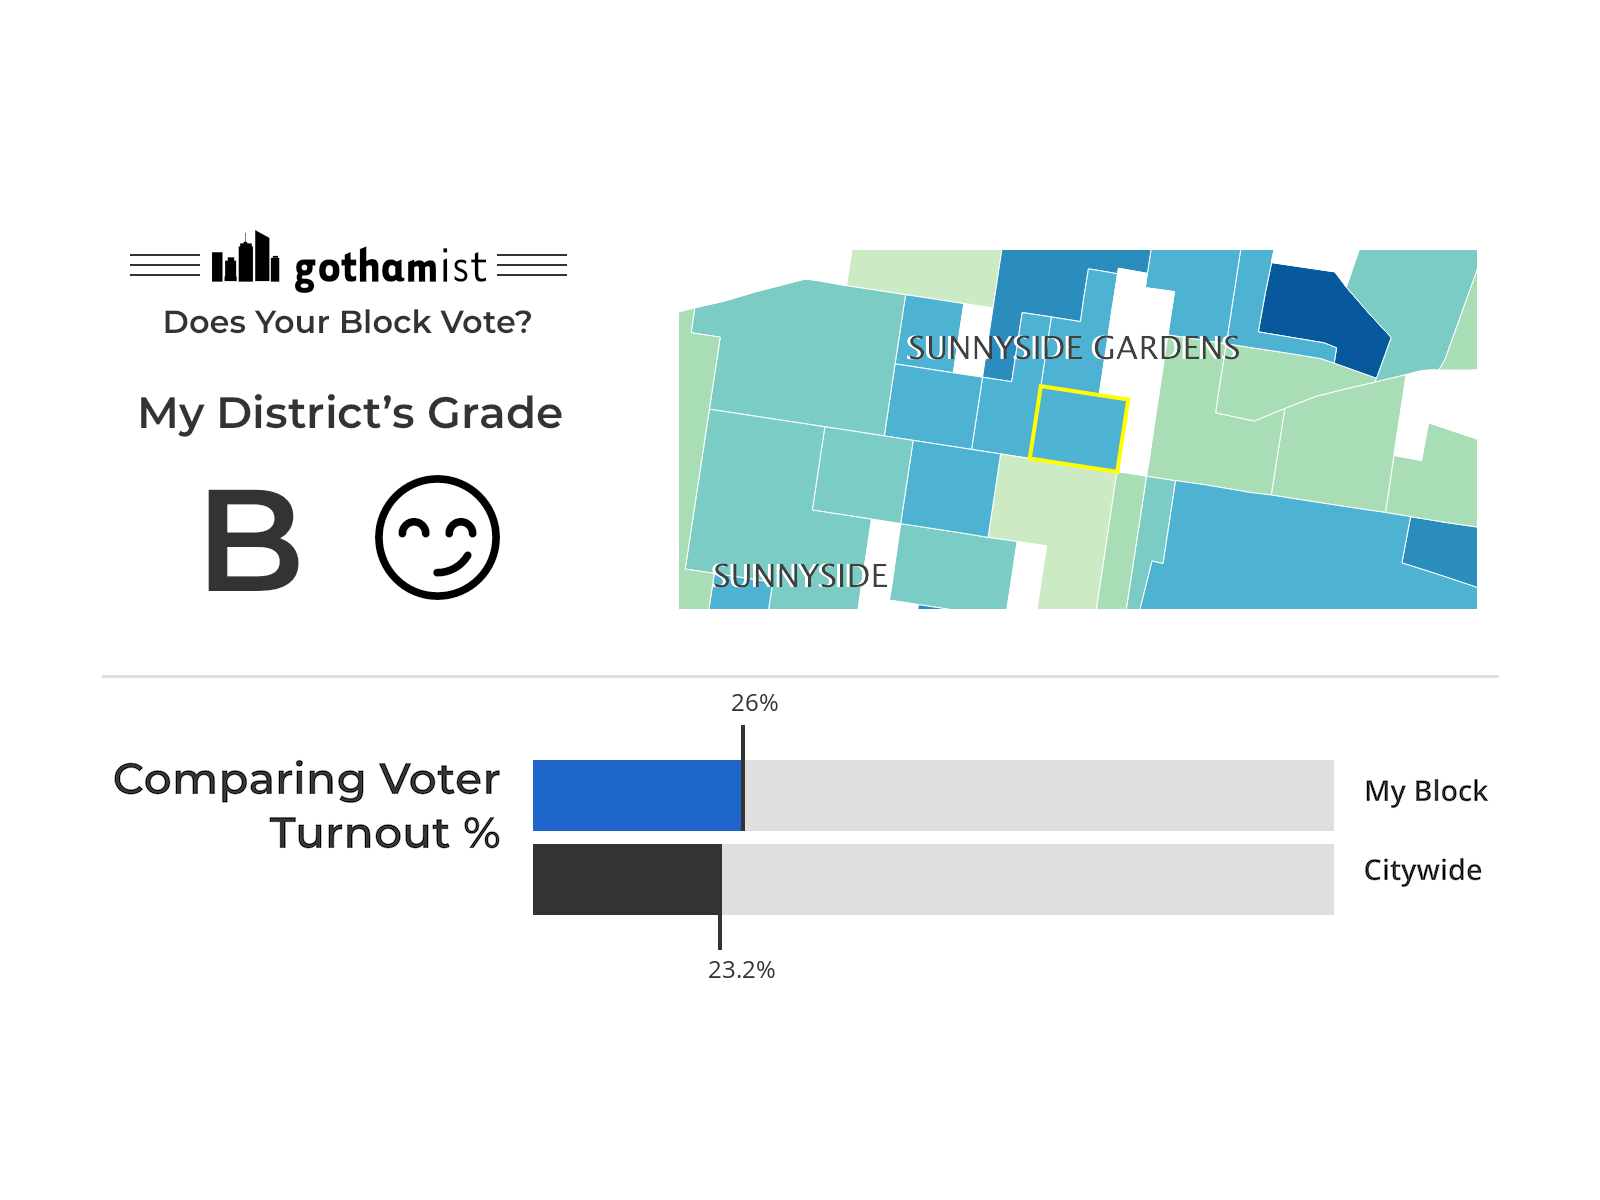 gothamist
Does Your Block Vote?
My District's Grade
B
SUNNYSIDE GARDENS
SUNNYSIDE
26%
Comparing Voter
Turnout %
My Block
Citywide
23.2%